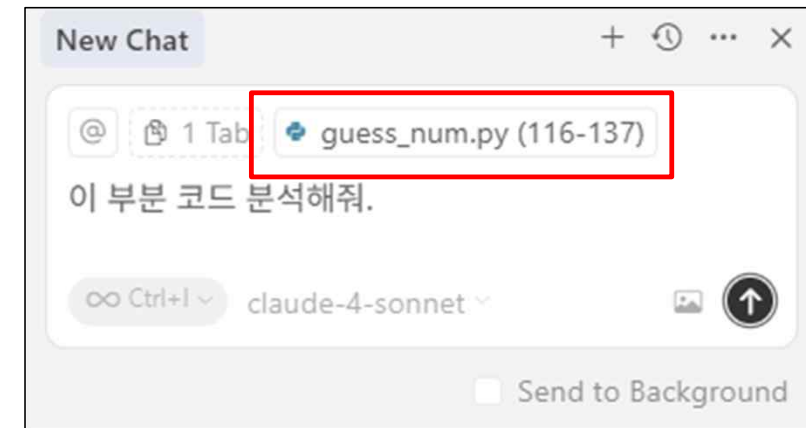 New Chat
@ 1 Tab guess_num.py (116-137)
이 부분 코드 분석해줘.
∞ Ctrl+I claude-4-sonnet
Send to Background